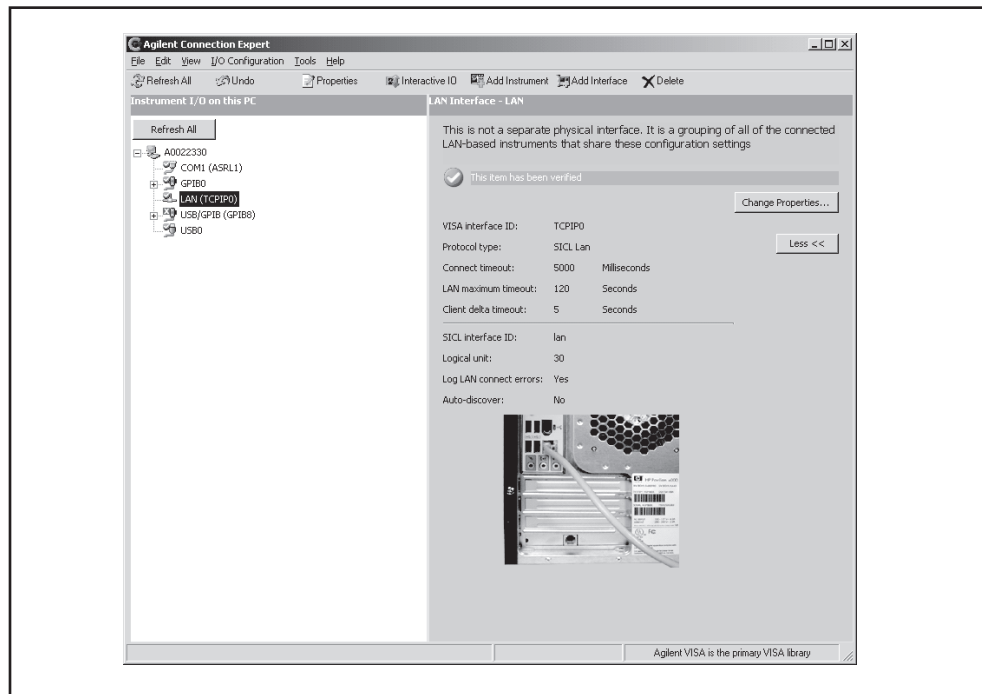 Agilent Connection Expert
File Edit View I/O Configuration Tools Help
Refresh All Undo Properties Interactive IO Add Instrument Add Interface Delete
Instrument I/O on this PC
Refresh All
A0022330
COM1 (ASRL1)
GPIB0
LAN (TCPIP0)
USB/GPIB (GPIB8)
USB0
LAN Interface - LAN
This is not a separate physical interface. It is a grouping of all of the connected
LAN-based instruments that share these configuration settings
This item has been verified
Change Properties...
VISA interface ID: TCPIP0
Less <<
Protocol type: SICL Lan
Connect timeout: 5000 Milliseconds
LAN maximum timeout: 120 Seconds
Client delta timeout: 5 Seconds
SICL interface ID: lan
Logical unit: 30
Log LAN connect errors: Yes
Auto-discover: No
Agilent VISA is the primary VISA library